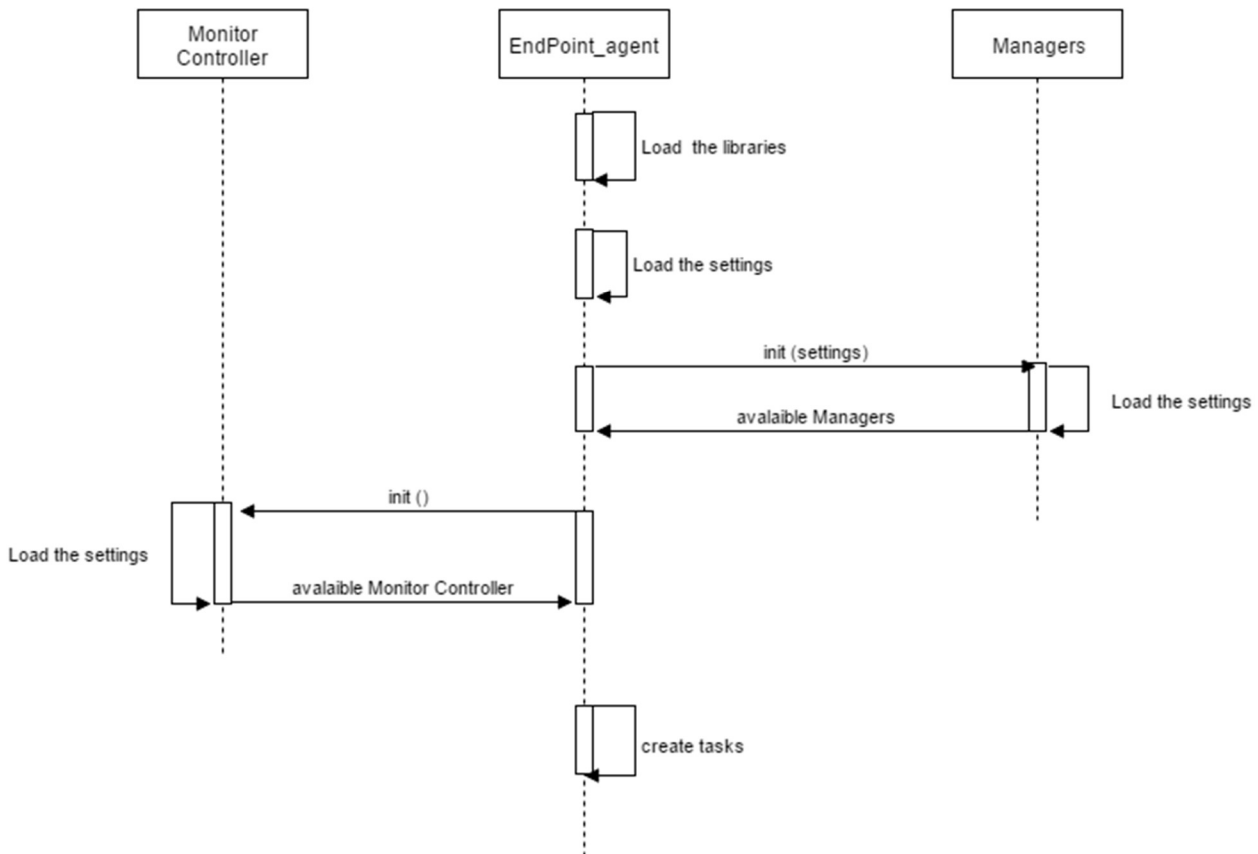 Monitor
Controller
EndPoint_agent
Managers
Load the libraries
Load the settings
init (settings)
Load the settings
avalaible Managers
init ()
Load the settings
avalaible Monitor Controller
create tasks